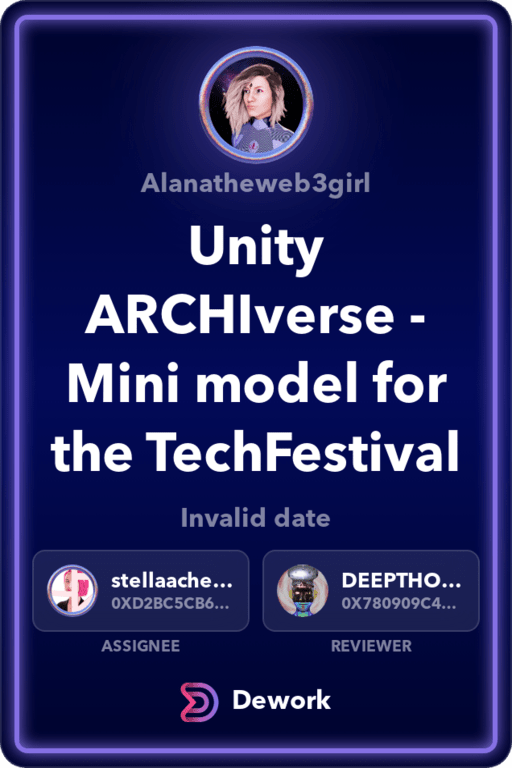 Alanatheweb3girl
Unity
ARCHIverse -
Mini model for
the TechFestival
Invalid date
stellaache...
0XD2BC5CB6...
DEEPTHO...
0X780909C4...
ASSIGNEE
REVIEWER
Dework